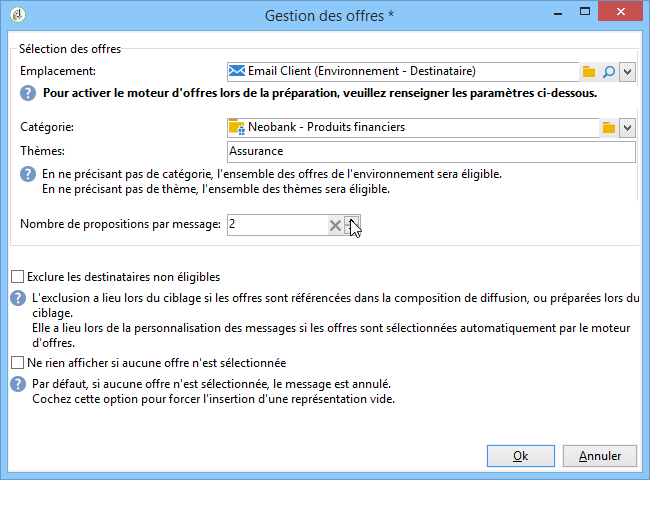 Gestion des offres *
Sélection des offres
Emplacement:
Email Client (Environnement - Destinataire)
Pour activer le moteur d'offres lors de la préparation, veuillez renseigner les paramètres ci-dessous.
Catégorie:
Neobank - Produits financiers
Thèmes:
Assurance
En ne précisant pas de catégorie, l'ensemble des offres de l'environnement sera éligible.
En ne précisant pas de thème, l'ensemble des thèmes sera éligible.
Nombre de propositions par message:
2
Exclure les destinataires non éligibles
L'exclusion a lieu lors du ciblage si les offres sont référencées dans la composition de diffusion, ou préparées lors du
ciblage.
Elle a lieu lors de la personnalisation des messages si les offres sont sélectionnées automatiquement par le moteur
d'offres.
Ne rien afficher si aucune offre n'est sélectionnée
Par défaut, si aucune offre n'est sélectionnée, le message est annulé.
Cochez cette option pour forcer l'insertion d'une représentation vide.
Ok
Annuler